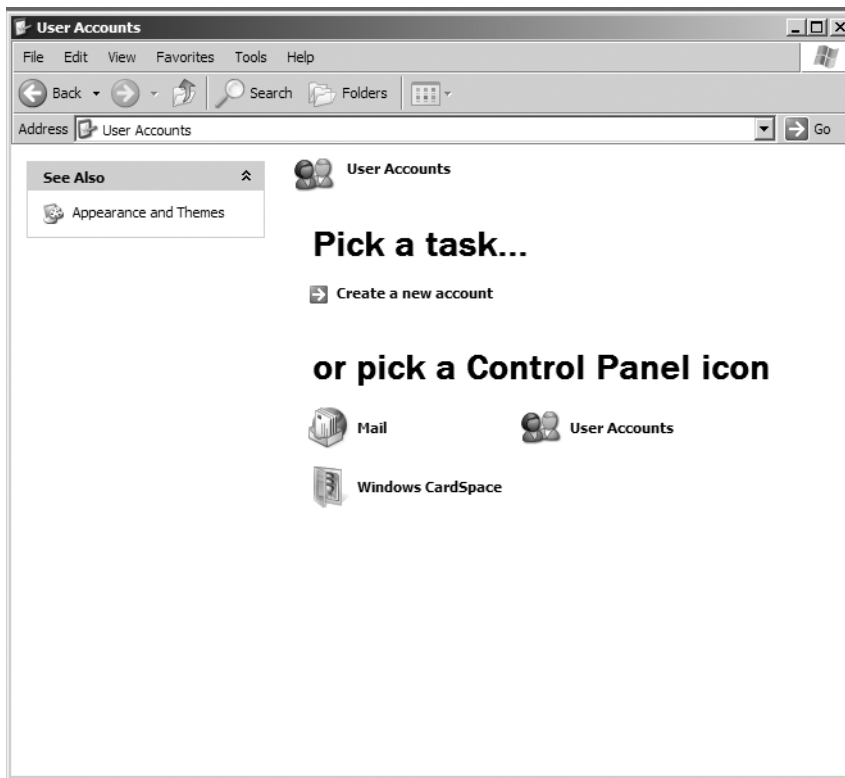 User Accounts
File Edit View Favorites Tools Help
Back Search Folders
Address User Accounts Go
See Also
Appearance and Themes
User Accounts
Pick a task...
Create a new account
or pick a Control Panel icon
Mail User Accounts
Windows CardSpace